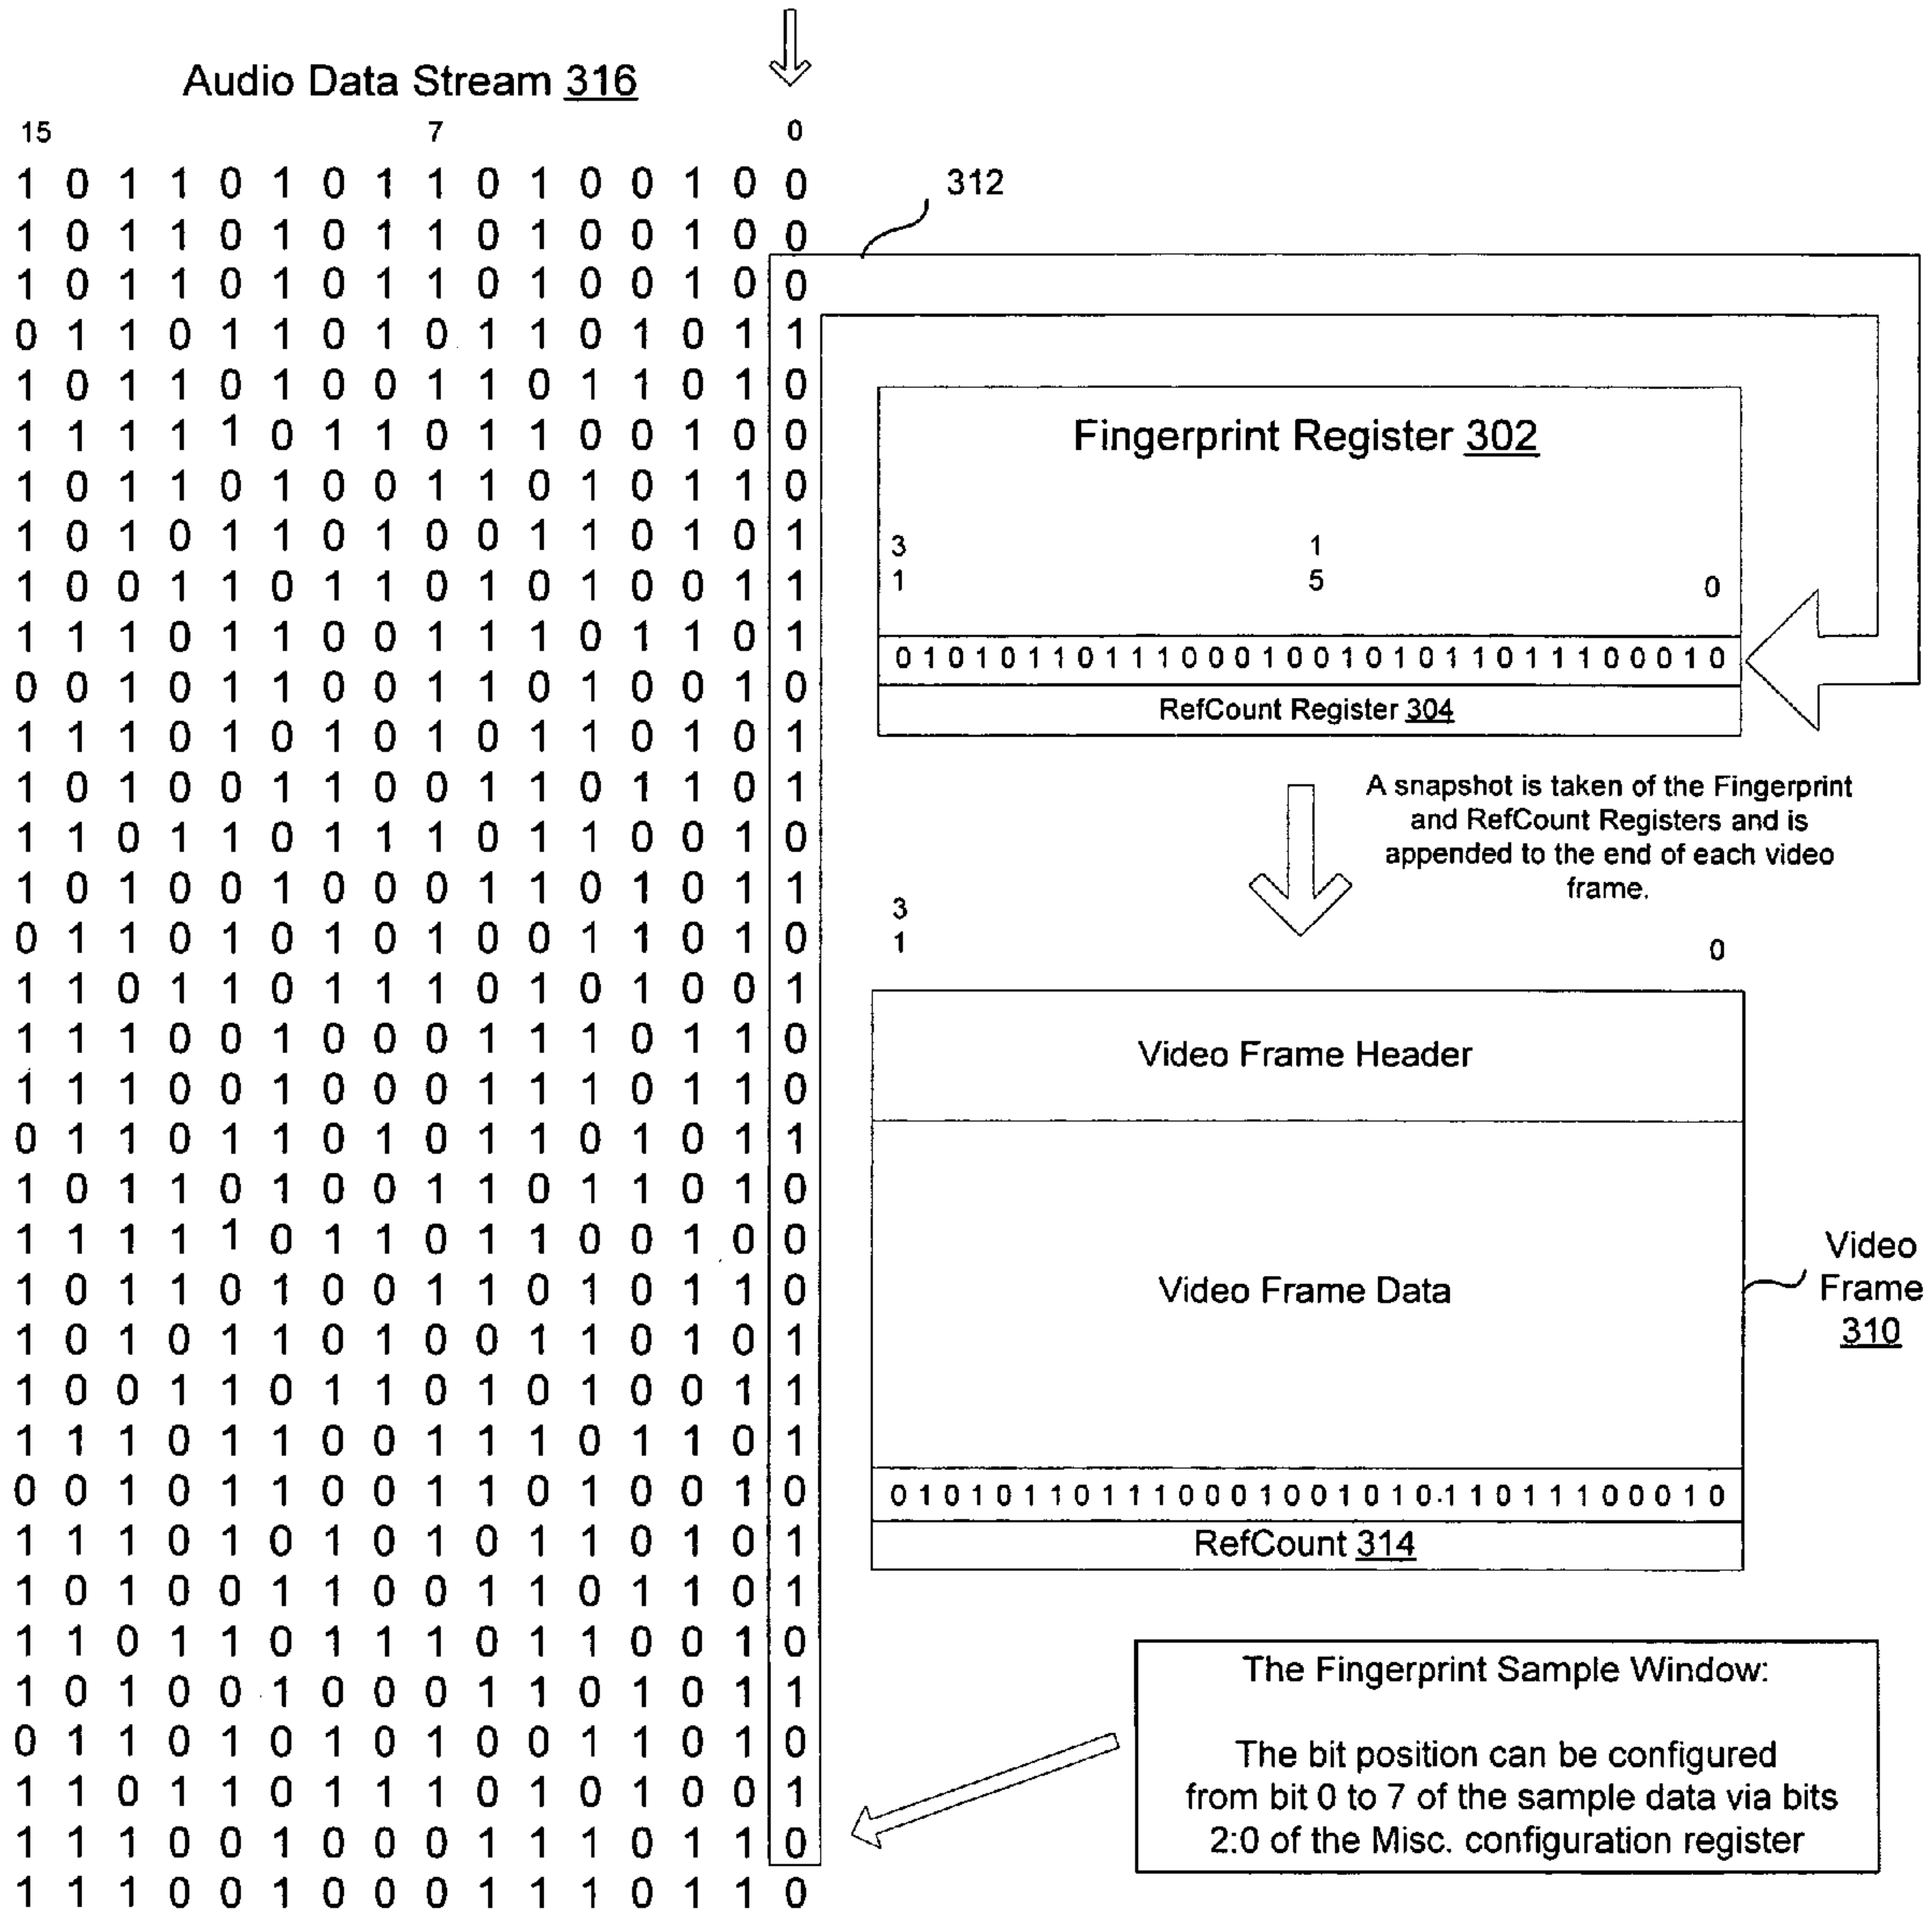 Audio Data Stream 316
15 7 0
1 0 1 1 0 1 0 1 1 0 1 0 0 1 0 0
1 0 1 1 0 1 0 1 1 0 1 0 0 1 0 0
1 0 1 1 0 1 0 1 1 0 1 0 0 1 0 0
0 1 1 0 1 1 0 1 0 1 1 0 1 0 1 1
1 0 1 1 0 1 0 0 1 1 0 1 1 0 1 0
1 1 1 1 1 0 1 1 0 1 1 0 0 1 0 0
1 0 1 1 0 1 0 0 1 1 0 1 0 1 1 0
1 0 1 0 1 1 0 1 0 0 1 1 0 1 0 1
1 0 0 1 1 0 1 1 0 1 0 1 0 0 1 1
1 1 1 0 1 1 0 0 1 1 1 0 1 1 0 1
0 0 1 0 1 1 0 0 1 1 0 1 0 0 1 0
1 1 1 0 1 0 1 0 1 0 1 1 0 1 0 1
1 0 1 0 0 1 1 0 0 1 1 0 1 1 0 1
1 1 0 1 1 0 1 1 1 0 1 1 0 0 1 0
1 0 1 0 0 1 0 0 0 1 1 0 1 0 1 1
0 1 1 0 1 0 1 0 1 0 0 1 1 0 1 0
1 1 0 1 1 0 1 1 1 0 1 0 1 0 0 1
1 1 1 0 0 1 0 0 0 1 1 1 0 1 1 0
1 1 1 0 0 1 0 0 0 1 1 1 0 1 1 0
0 1 1 0 1 1 0 1 0 1 1 0 1 0 1 1
1 0 1 1 0 1 0 0 1 1 0 1 1 0 1 0
1 1 1 1 1 0 1 1 0 1 1 0 0 1 0 0
1 0 1 1 0 1 0 0 1 1 0 1 0 1 1 0
1 0 1 0 1 1 0 1 0 0 1 1 0 1 0 1
1 0 0 1 1 0 1 1 0 1 0 1 0 0 1 1
1 1 1 0 1 1 0 0 1 1 1 0 1 1 0 1
0 0 1 0 1 1 0 0 1 1 0 1 0 0 1 0
1 1 1 0 1 0 1 0 1 0 1 1 0 1 0 1
1 0 1 0 0 1 1 0 0 1 1 0 1 1 0 1
1 1 0 1 1 0 1 1 1 0 1 1 0 0 1 0
1 0 1 0 0 1 0 0 0 1 1 0 1 0 1 1
0 1 1 0 1 0 1 0 1 0 0 1 1 0 1 0
1 1 0 1 1 0 1 1 1 0 1 0 1 0 0 1
1 1 1 0 0 1 0 0 0 1 1 1 0 1 1 0
1 1 1 0 0 1 0 0 0 1 1 1 0 1 1 0
312
Fingerprint Register 302
3 1
1 5 0
0 1 0 1 0 1 1 0 1 1 1 0 0 0 1 0 0 1 0 1 0 1 1 0 1 1 1 0 0 0 1 0
RefCount Register 304
A snapshot is taken of the Fingerprint
and RefCount Registers and is
appended to the end of each video
frame.
3
1 0
Video Frame Header
Video Frame Data
Video
Frame
310
0 1 0 1 0 1 1 0 1 1 1 0 0 0 1 0 0 1 0 1 0 1 1 0 1 1 1 0 0 0 1 0
RefCount 314
The Fingerprint Sample Window:
The bit position can be configured
from bit 0 to 7 of the sample data via bits
2:0 of the Misc. configuration register